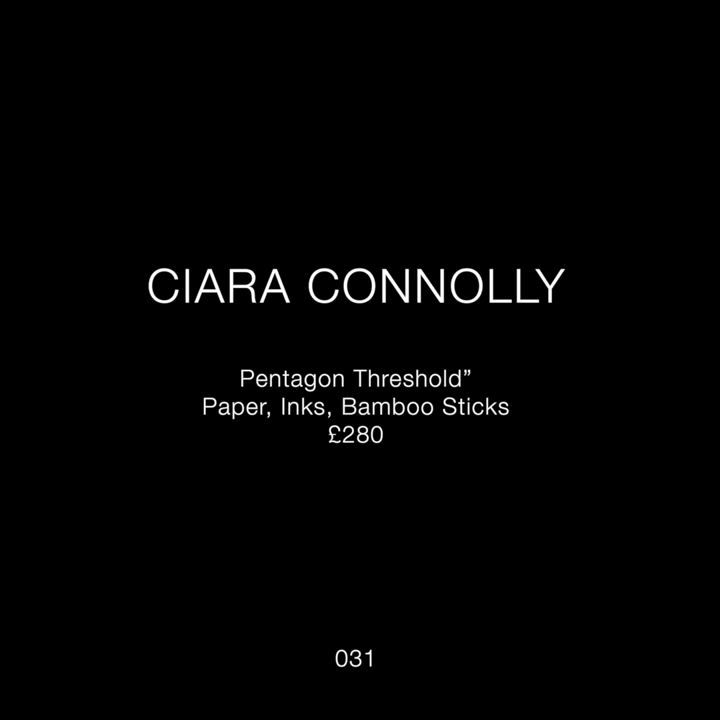 CIARA CONNOLLY
Pentagon Threshold”
Paper, Inks, Bamboo Sticks
£280
031